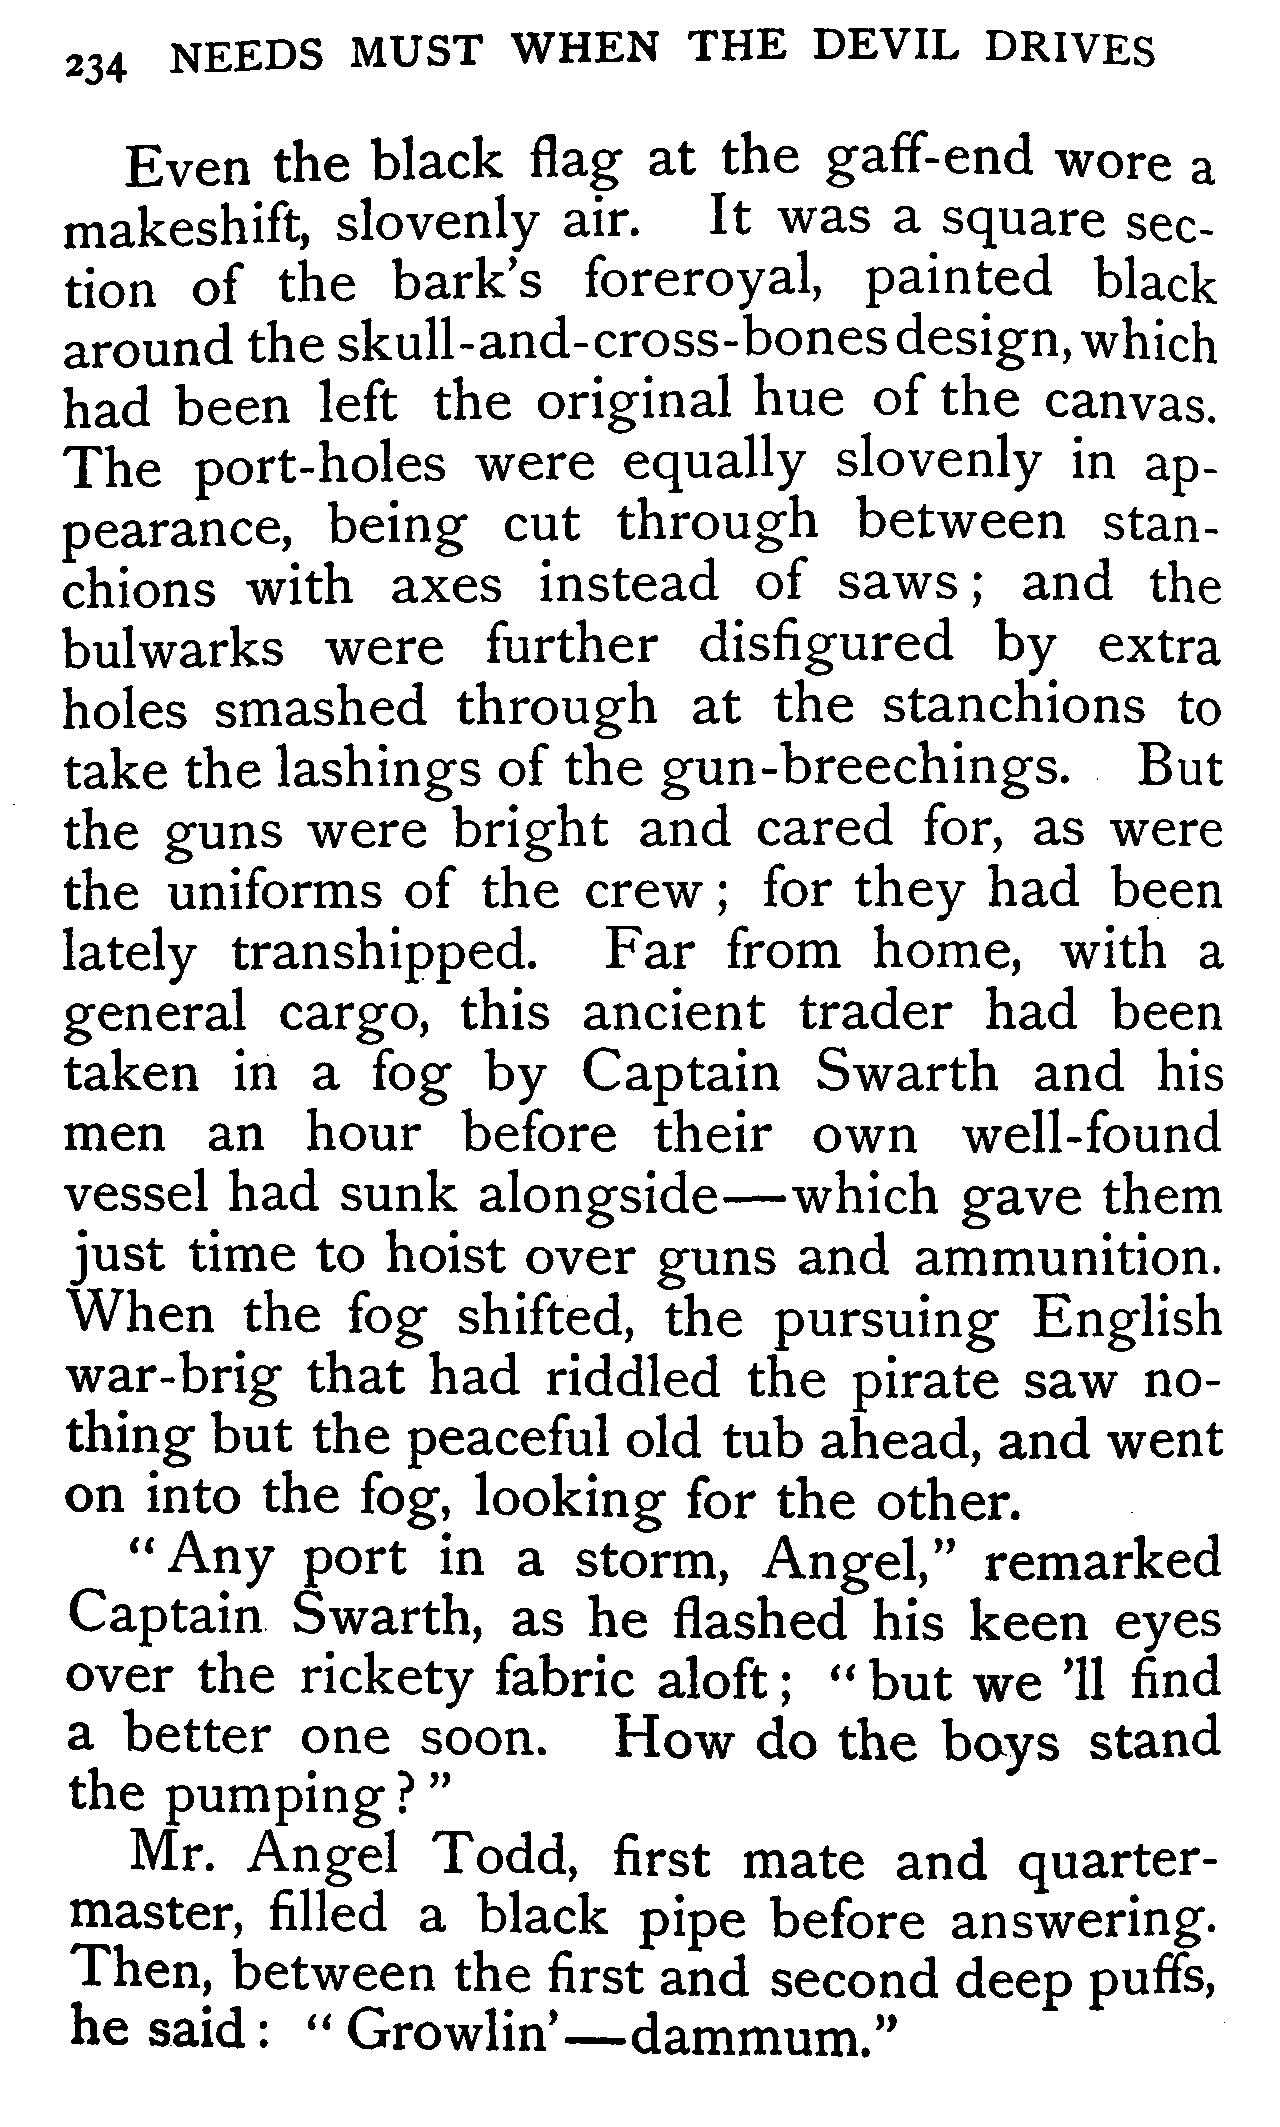 234 NEEDS MUST WHEN THE DEVIL DRIVES
Even the black flag at the gaff-end wore a
makeshift, slovenly air. It was a square sec-
tion of the bark's foreroyal, painted black
around the skull-and-cross-bones design, which
had been left the original hue of the canvas.
The port-holes were equally slovenly in ap-
pearance, being cut through between stan-
chions with axes instead of saws; and the
bulwarks were further disfigured by extra
holes smashed through at the stanchions to
take the lashings of the gun-breechings. But
the guns were bright and cared for, as were
the uniforms of the crew; for they had been
lately transhipped. Far from home, with a
general cargo, this ancient trader had been
taken in a fog by Captain Swarth and his
men an hour before their own well-found
vessel had sunk alongside—which gave them
just time to hoist over guns and ammunition.
When the fog shifted, the pursuing English
war-brig that had riddled the pirate saw no-
thing but the peaceful old tub ahead, and went
on into the fog, looking for the other.
"Any port in a storm, Angel," remarked
Captain Swarth, as he flashed his keen eyes
over the rickety fabric aloft; "but we 'll find
a better one soon. How do the boys stand
the pumping?"
Mr. Angel Todd, first mate and quarter-
master, filled a black pipe before answering.
Then, between the first and second deep puffs,
he said: "Growlin'—dammum."